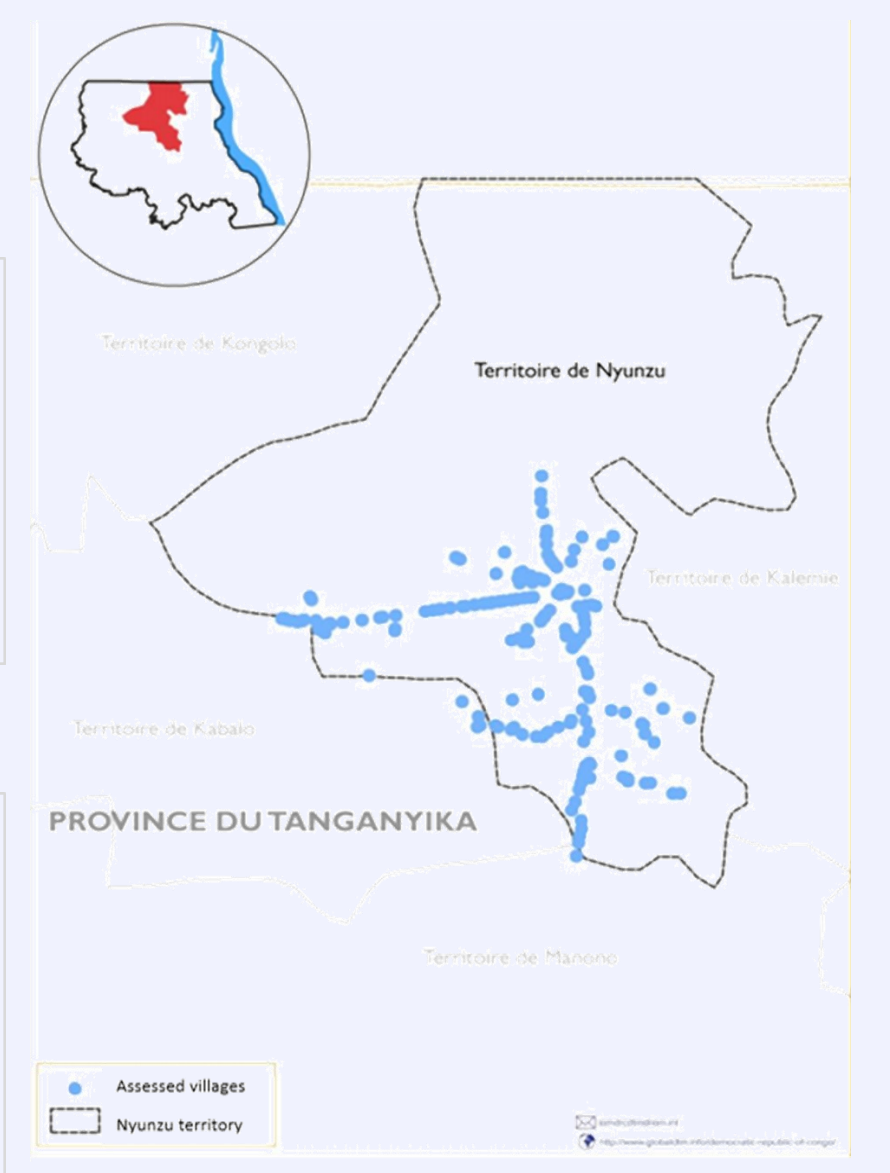 Territoire de Kongolo
Territoire de Nyunzu
Territoire de Kalemie
Territoire de Kabalo
PROVINCE DU TANGANYIKA
Territoire de Manono
Assessed villages
Nyunzu territory